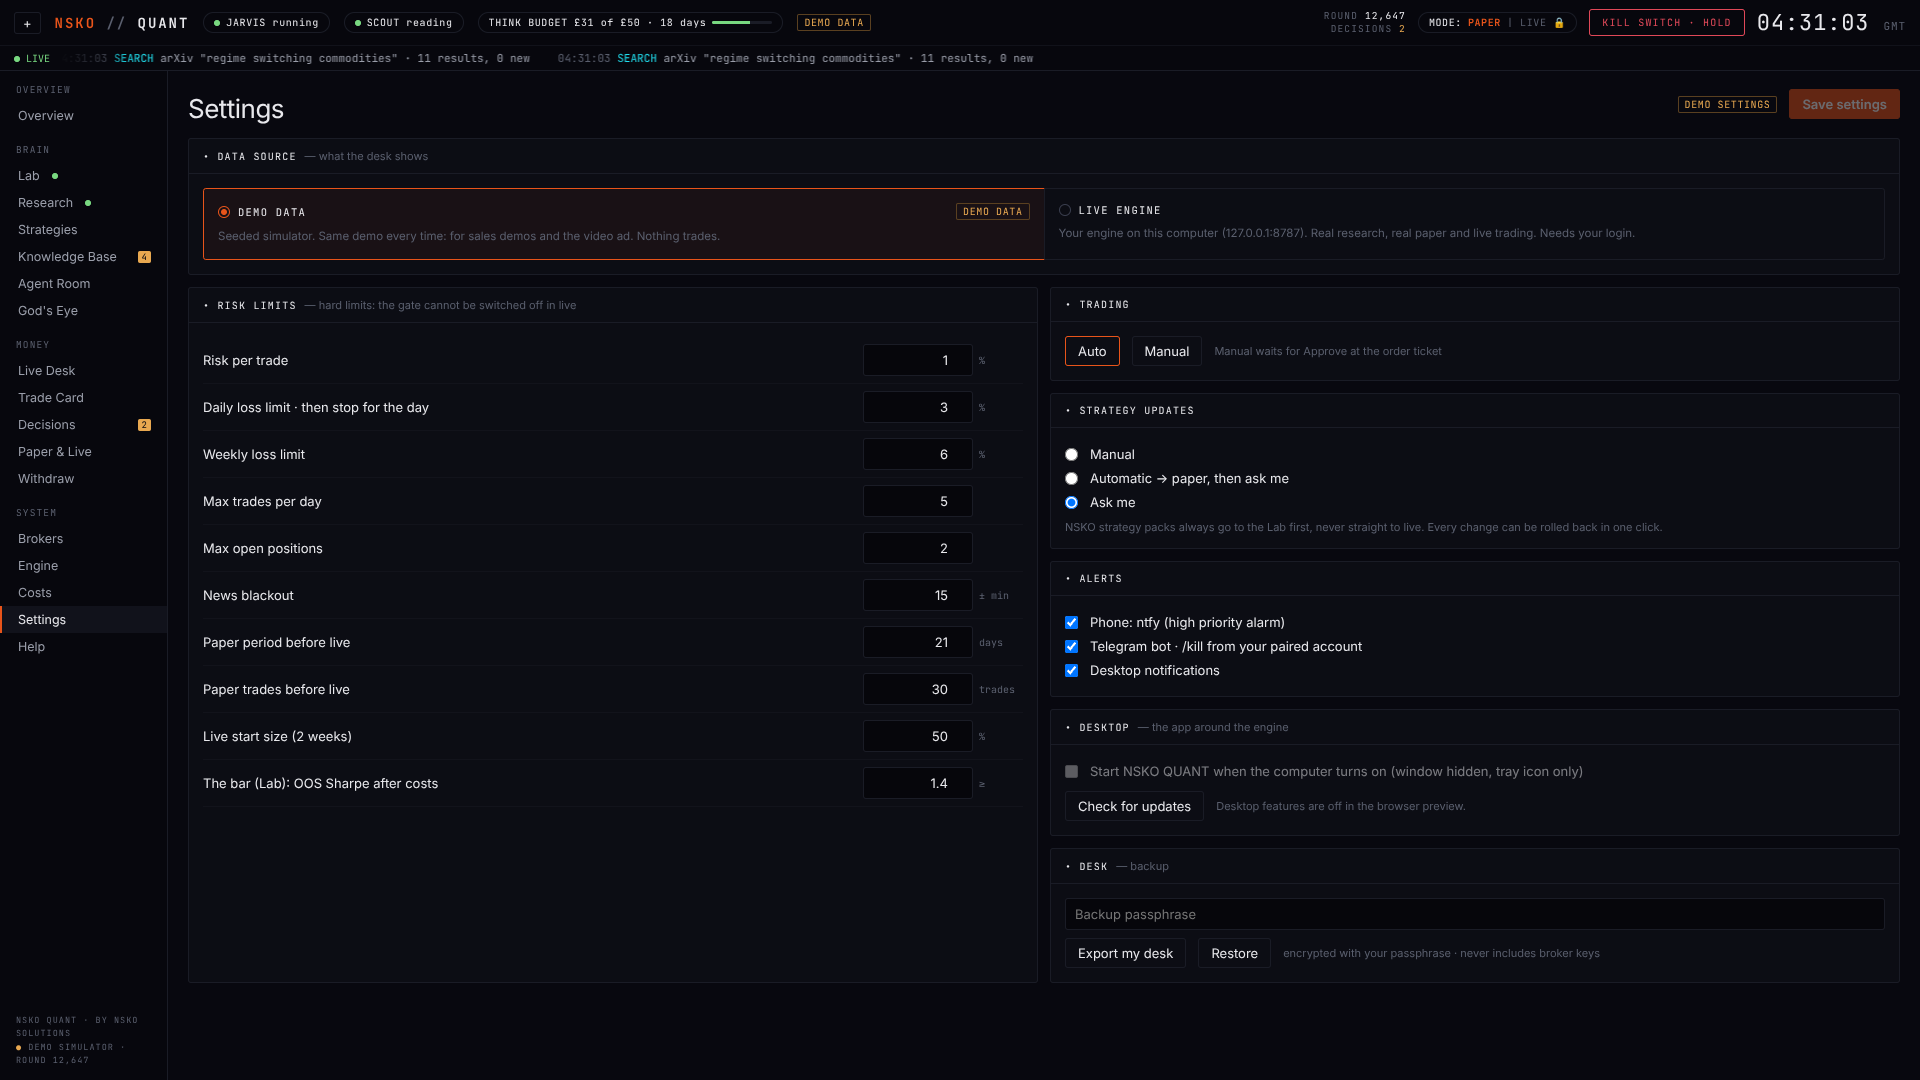 + NSKO // QUANT JARVIS running SCOUT reading THINK BUDGET £31 of £50 · 18 days DEMO DATA ROUND 12,647 DECISIONS 2 MODE: PAPER | LIVE 🔒 KILL SWITCH · HOLD 04:31:03 GMT
LIVE :31:03 SEARCH arXiv "regime switching commodities" · 11 results, 0 new 04:31:03 SEARCH arXiv "regime switching commodities" · 11 results, 0 new
OVERVIEW
Overview
BRAIN
Lab
Research
Strategies
Knowledge Base 4
Agent Room
God's Eye
MONEY
Live Desk
Trade Card
Decisions 2
Paper & Live
Withdraw
SYSTEM
Brokers
Engine
Costs
Settings
Help
NSKO QUANT · BY NSKO
SOLUTIONS
DEMO SIMULATOR ·
ROUND 12,647
Settings
DEMO SETTINGS Save settings
• DATA SOURCE — what the desk shows
DEMO DATA DEMO DATA
Seeded simulator. Same demo every time: for sales demos and the video ad. Nothing trades.
LIVE ENGINE
Your engine on this computer (127.0.0.1:8787). Real research, real paper and live trading. Needs your login.
• RISK LIMITS — hard limits: the gate cannot be switched off in live
Risk per trade 1 %
Daily loss limit · then stop for the day 3 %
Weekly loss limit 6 %
Max trades per day 5
Max open positions 2
News blackout 15 ± min
Paper period before live 21 days
Paper trades before live 30 trades
Live start size (2 weeks) 50 %
The bar (Lab): OOS Sharpe after costs 1.4 ≥
• TRADING
Auto Manual Manual waits for Approve at the order ticket
• STRATEGY UPDATES
Manual
Automatic → paper, then ask me
Ask me
NSKO strategy packs always go to the Lab first, never straight to live. Every change can be rolled back in one click.
• ALERTS
Phone: ntfy (high priority alarm)
Telegram bot · /kill from your paired account
Desktop notifications
• DESKTOP — the app around the engine
Start NSKO QUANT when the computer turns on (window hidden, tray icon only)
Check for updates Desktop features are off in the browser preview.
• DESK — backup
Backup passphrase
Export my desk Restore encrypted with your passphrase · never includes broker keys